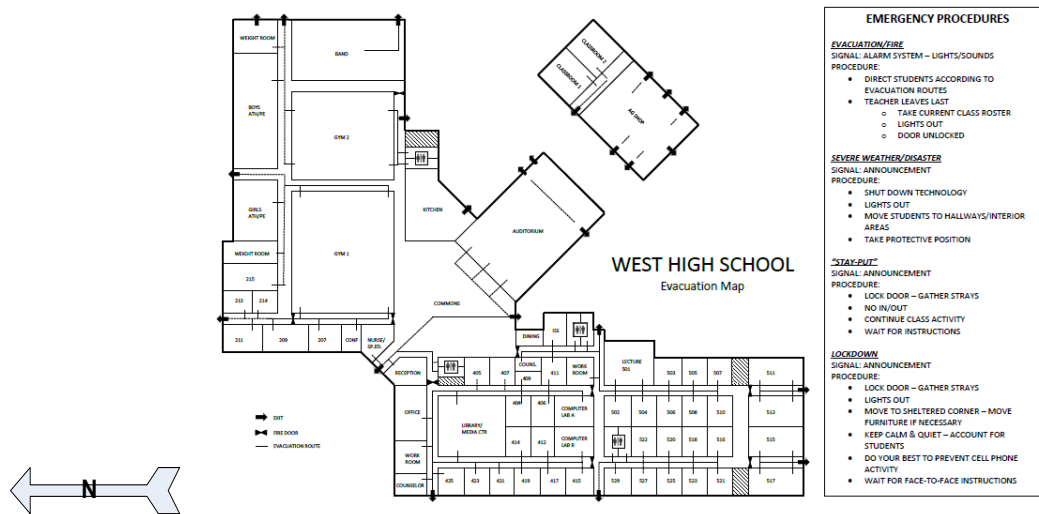 WEIGHT ROOM
BAND
BOYS
ATH/PE
GYM 2
KITCHEN
GIRLS
ATH/PE
WEIGHT ROOM
215
213
214
GYM 1
211
209
207
CONF
NURSE/
SP.ED.
COMMONS
AUDITORIUM
CLASSROOM 2
CLASSROOM 1
AG SHOP
WEST HIGH SCHOOL
Evacuation Map
DINING
RECEPTION
405
407
COUNS.
409
411
WORK
ROOM
LECTURE
501
503
505
507
511
OFFICE
LIBRARY/
MEDIA CTR
404
406
COMPUTER
LAB A
502
504
506
508
510
513
414
412
COMPUTER
LAB B
522
520
518
516
515
WORK
ROOM
COUNSELOR
425
423
421
419
417
415
529
527
525
523
521
517
EXIT
FIRE DOOR
EVACUATION ROUTE
N
EMERGENCY PROCEDURES
EVACUATION/FIRE
SIGNAL: ALARM SYSTEM – LIGHTS/SOUNDS
PROCEDURE:
• DIRECT STUDENTS ACCORDING TO
EVACUATION ROUTES
• TEACHER LEAVES LAST
o TAKE CURRENT CLASS ROSTER
o LIGHTS OUT
o DOOR UNLOCKED
SEVERE WEATHER/DISASTER
SIGNAL: ANNOUNCEMENT
PROCEDURE:
• SHUT DOWN TECHNOLOGY
• LIGHTS OUT
• MOVE STUDENTS TO HALLWAYS/INTERIOR
AREAS
• TAKE PROTECTIVE POSITION
"STAY-PUT"
SIGNAL: ANNOUNCEMENT
PROCEDURE:
• LOCK DOOR – GATHER STRAYS
• NO IN/OUT
• CONTINUE CLASS ACTIVITY
• WAIT FOR INSTRUCTIONS
LOCKDOWN
SIGNAL: ANNOUNCEMENT
PROCEDURE:
• LOCK DOOR – GATHER STRAYS
• LIGHTS OUT
• MOVE TO SHELTERED CORNER – MOVE
FURNITURE IF NECESSARY
• KEEP CALM & QUIET – ACCOUNT FOR
STUDENTS
• DO YOUR BEST TO PREVENT CELL PHONE
ACTIVITY
• WAIT FOR FACE-TO-FACE INSTRUCTIONS